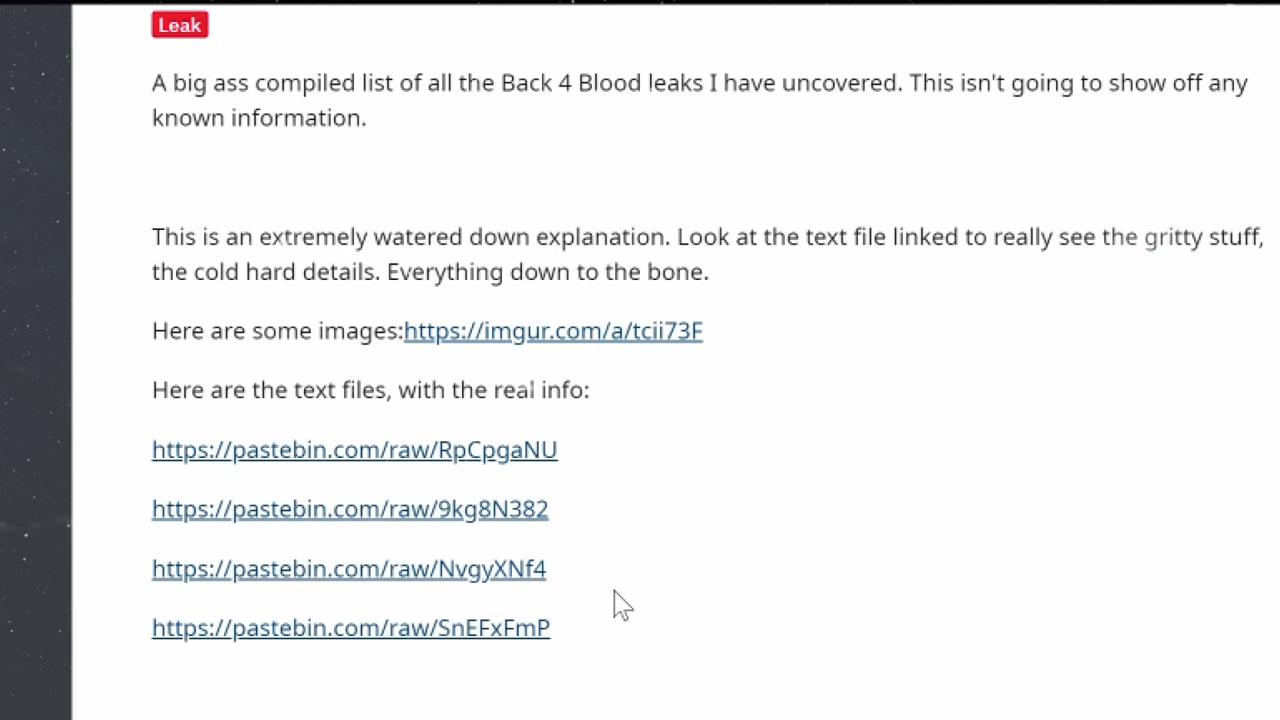 Leak
A big ass compiled list of all the Back 4 Blood leaks I have uncovered. This isn't going to show off any
known information.
This is an extremely watered down explanation. Look at the text file linked to really see the gritty stuff,
the cold hard details. Everything down to the bone.
Here are some images:https://imgur.com/a/tcii73F
Here are the text files, with the real info:
https://pastebin.com/raw/RpCpgaNU
https://pastebin.com/raw/9kg8N382
https://pastebin.com/raw/NvgyXNf4
https://pastebin.com/raw/SnEFxFmP